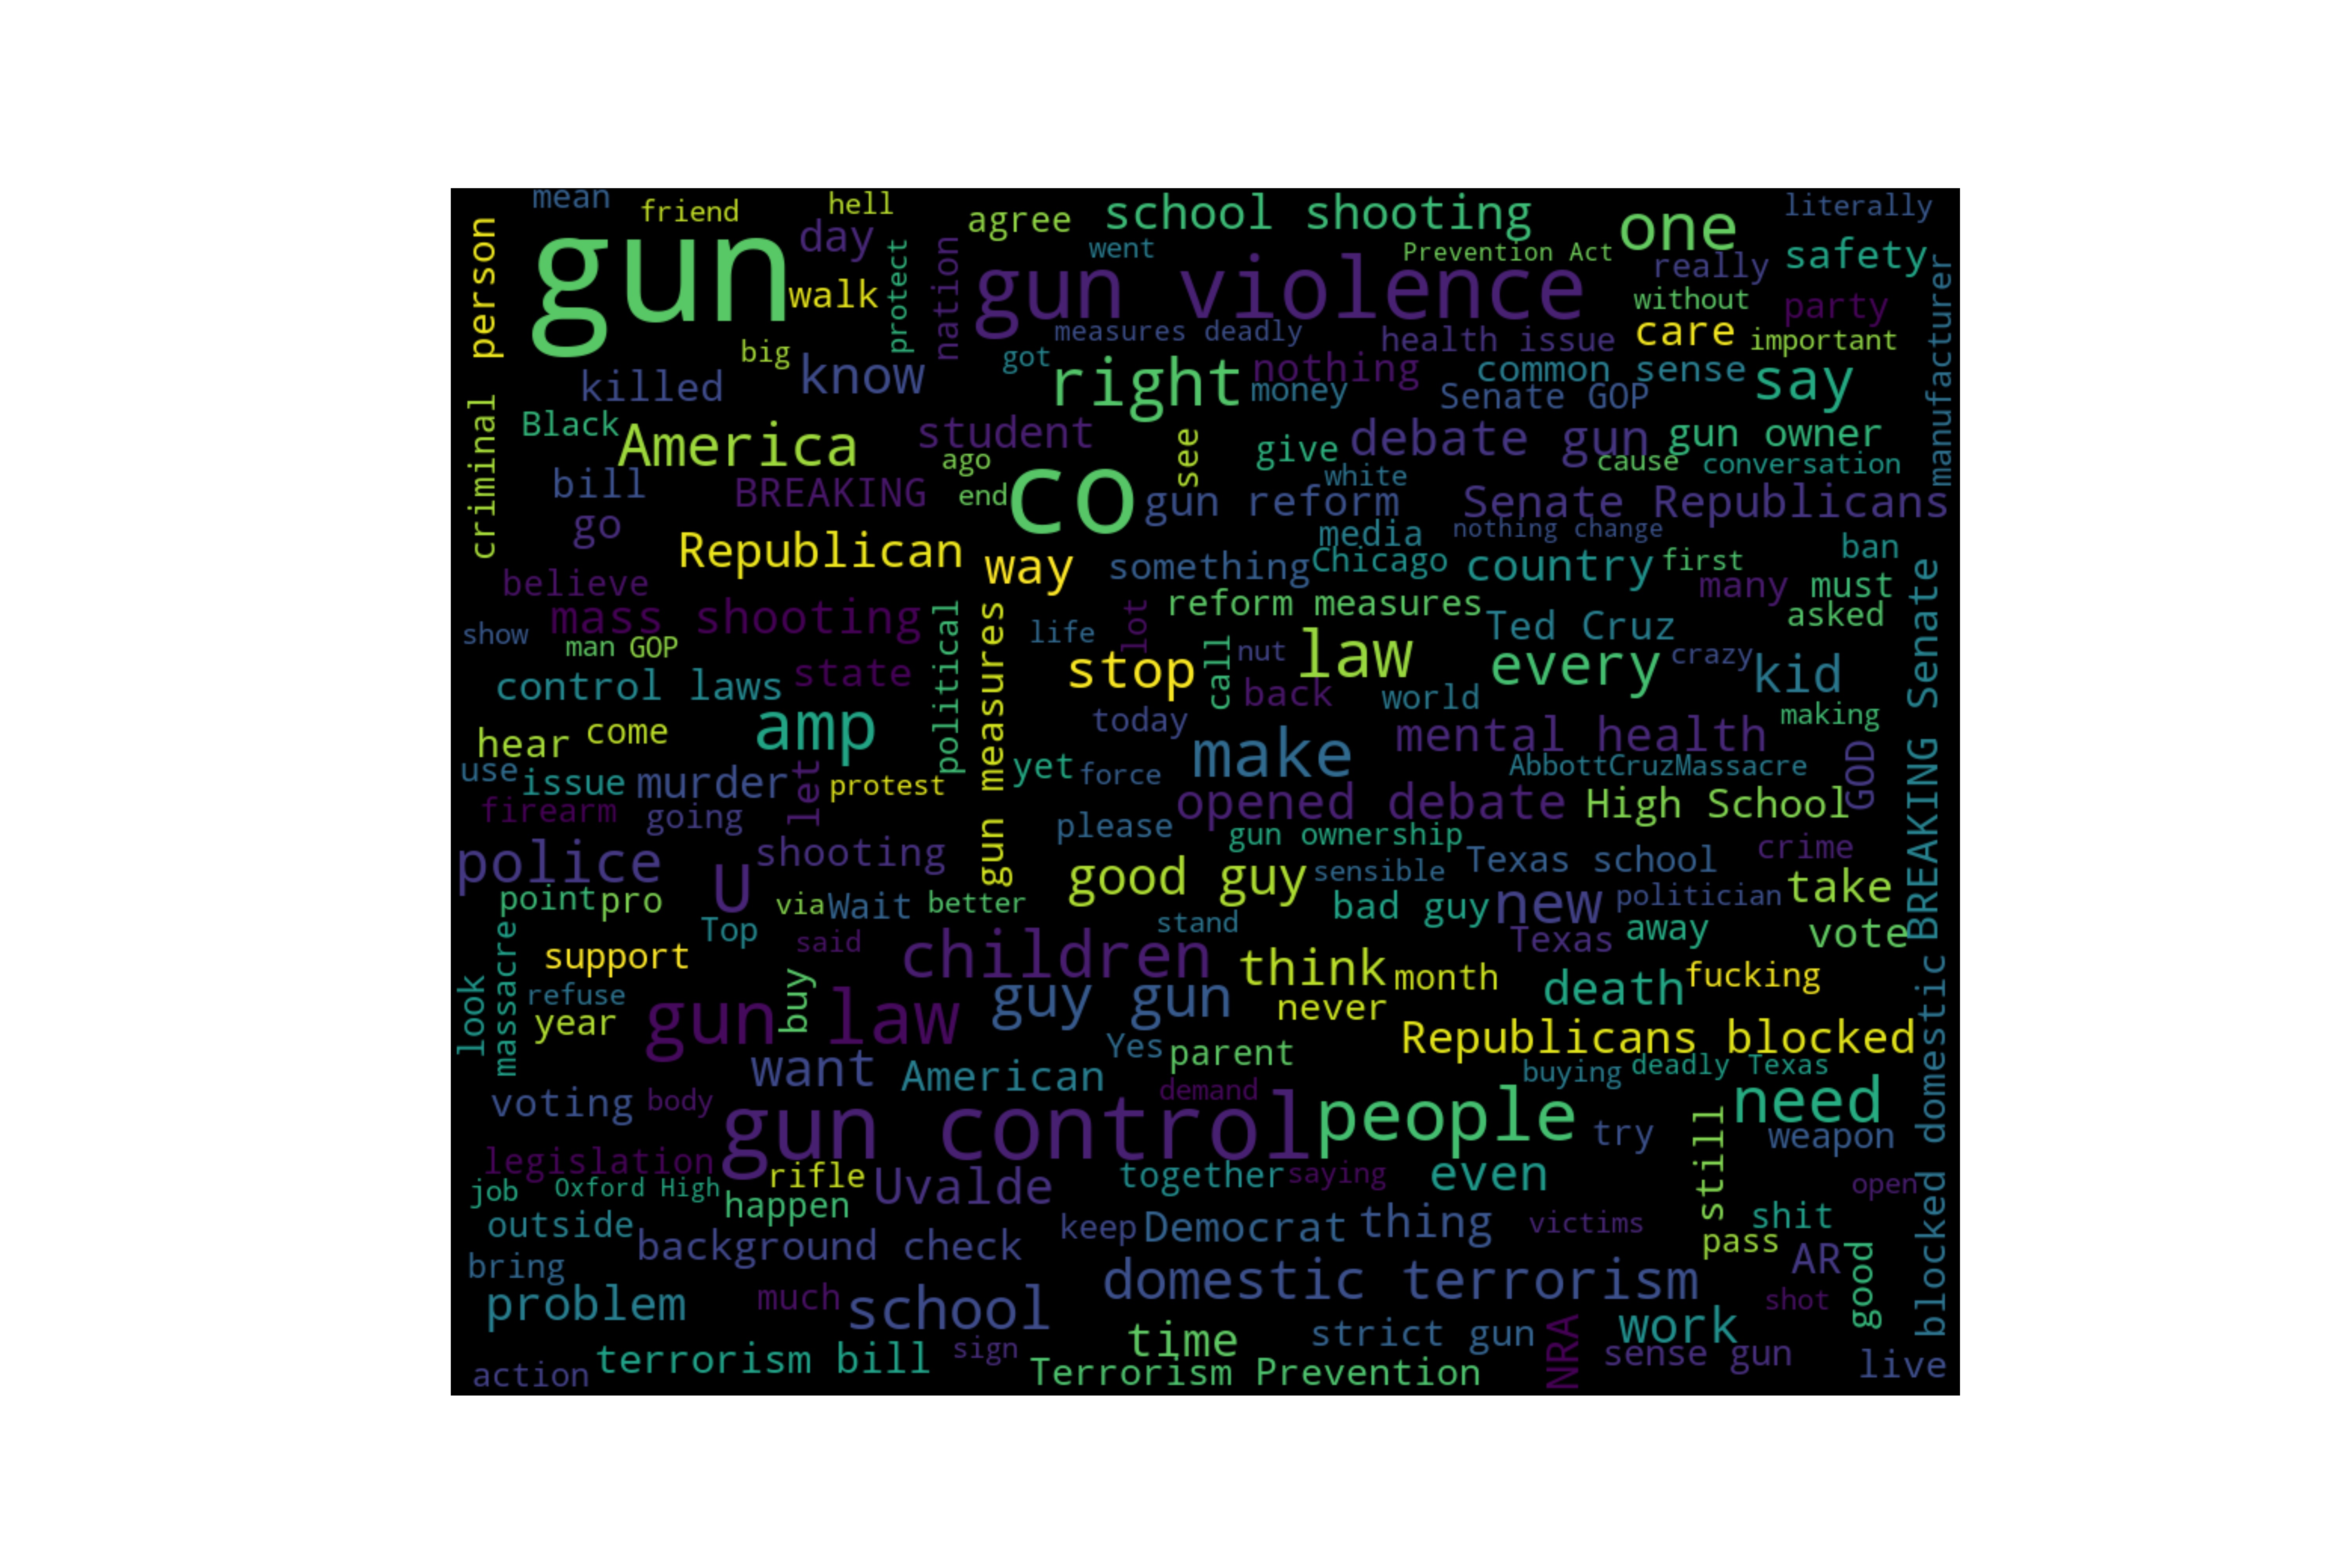 mean
friend
hell
literally
school shooting
one
agree
person
gun
day
went
Prevention Act
safety
protect
nation
gun violence
really
walk
without
party
manufacturer
measures deadly
health issue
care
important
big
got
right
nothing
common sense
say
killed
know
money
Senate GOP
criminal
Black
America
student
see
give
debate gun
gun owner
ago
cause
conversation
bill
BREAKING
end
co
white
gun reform
Senate Republicans
go
media
nothing change
Republican
way
something
Chicago
country
first
ban
believe
many
must
mass shooting
political
gun measures
lot
reform measures
asked
BREAKING Senate
show
man
GOP
life
Ted Cruz
stop
call
nut
law
every
crazy
kid
control laws
state
back
world
amp
today
making
hear
come
make
mental health
use
issue
murder
let
protest
yet
force
AbbottCruzMassacre
GOD
firearm
going
opened debate
High School
please
gun ownership
police
U
shooting
crime
good guy
sensible
Texas school
point
pro
via
Wait
better
bad guy
new
politician
take
Top
said
stand
Texas
away
vote
look
massacre
support
children
think
month
death
fucking
blocked domestic
refuse
buy
guy gun
never
year
gun law
Republicans blocked
Yes
parent
want
American
buying
deadly Texas
voting
body
demand
need
gun control
people
try
still
weapon
legislation
rifle
Uvalde
together
saying
even
job
Oxford High
happen
open
outside
keep
Democrat
thing
victims
shit
background check
pass
AR
good
bring
domestic terrorism
problem
much
school
shot
time
strict gun
NRA
work
terrorism bill
sign
sense gun
live
action
Terrorism Prevention